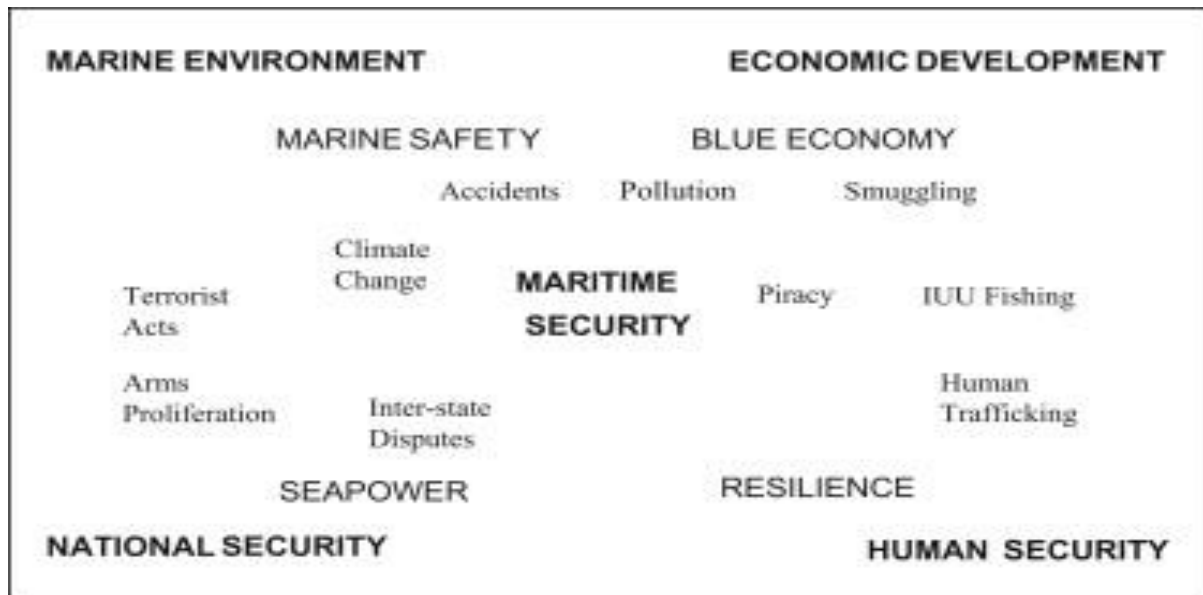 MARINE ENVIRONMENT
ECONOMIC DEVELOPMENT
MARINE SAFETY
BLUE ECONOMY
Accidents
Pollution
Smuggling
Climate
Change
MARITIME
SECURITY
Piracy
IUU Fishing
Terrorist
Acts
Arms
Proliferation
Inter-state
Disputes
Human
Trafficking
SEAPOWER
RESILIENCE
NATIONAL SECURITY
HUMAN SECURITY